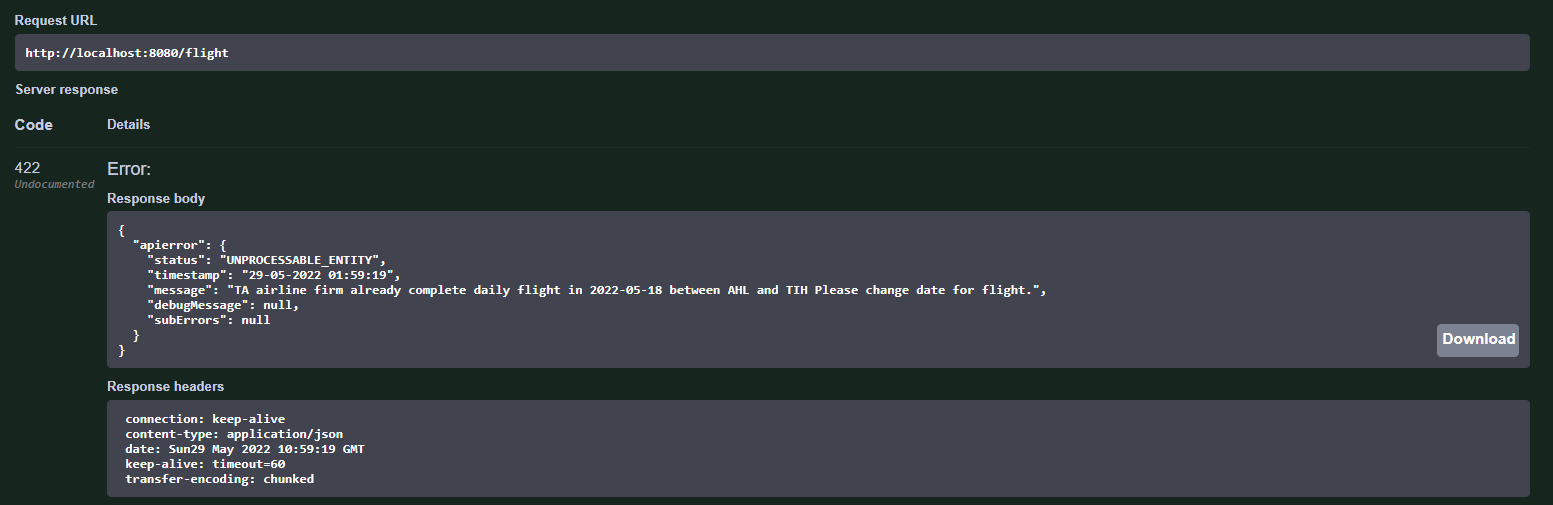 Request URL
http://localhost:8080/flight
Server response
Code Details
422 Error:
Undocumented
Response body
{
  "apierror": {
    "status": "UNPROCESSABLE_ENTITY",
    "timestamp": "29-05-2022 01:59:19",
    "message": "TA airline firm already complete daily flight in 2022-05-18 between AHL and TIH Please change date for flight.",
    "debugMessage": null,
    "subErrors": null
  }
}
Download
Response headers
connection: keep-alive
content-type: application/json
date: Sun29 May 2022 10:59:19 GMT
keep-alive: timeout=60
transfer-encoding: chunked